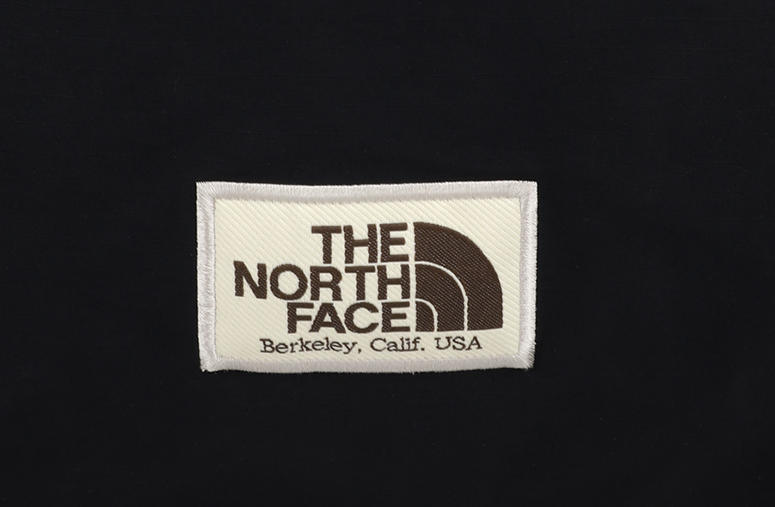 THE
NORTH
FACE
Berkeley, Calif. USA